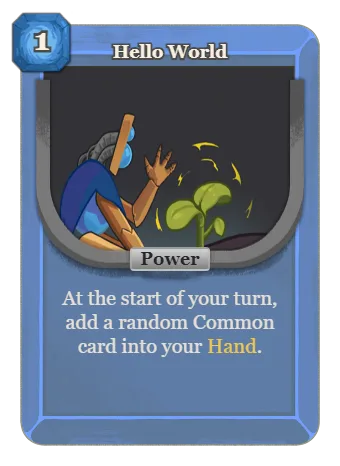 1
Hello World
Power
At the start of your turn,
add a random Common
card into your Hand.